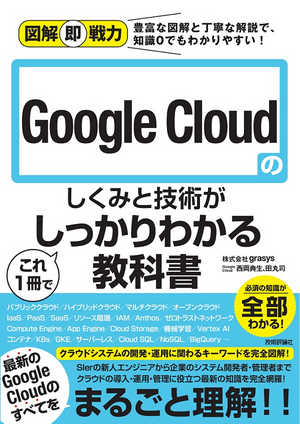 図解即戦力
豊富な図解と丁寧な解説で、
知識0でもわかりやすい！
Google Cloudの
しくみと技術が
しっかりわかる
教科書
これ
1冊で
株式会社grasys
Google Cloud 西岡典生、田丸司
必須の知識が
全部
わかる！
技術評論社
パブリッククラウド/ハイブリッドクラウド/マルチクラウド/オープンクラウド
IaaS/PaaS/SaaS/リソース階層/IAM/Anthos/ゼロトラストネットワーク
Compute Engine/App Engine/Cloud Storage/機械学習/Vertex AI
コンテナ/K8s/GKE/サーバーレス/Cloud SQL/NoSQL/BigQuery…
最新の
Google
Cloudの
すべてを
クラウドシステムの開発・運用に関わるキーワードを完全図解！
SIerの新人エンジニアから企業のシステム開発者・管理者まで
クラウドの導入・運用・管理に役立つ最新の知識を完全網羅！
まるごと理解！！